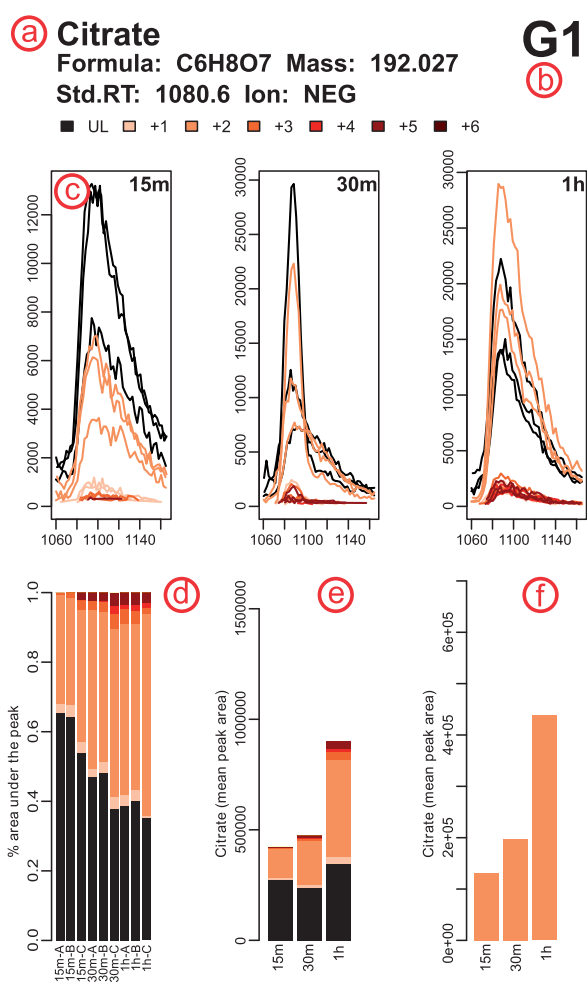 a Citrate G1
Formula: C6H8O7 Mass: 192.027
b
Std.RT: 1080.6 Ion: NEG
UL +1 +2 +3 +4 +5 +6
c 15m
0 2000 4000 6000 8000 10000 12000
1060 1100 1140
30m
0 5000 10000 15000 20000 25000 30000
1060 1100 1140
1h
0 5000 10000 15000 20000 25000 30000
1060 1100 1140
d
% area under the peak
0.0 0.2 0.4 0.6 0.8 1.0
15m-A 15m-B 15m-C 30m-A 30m-B 30m-C 1h-A 1h-B 1h-C
e
Citrate (mean peak area)
0 500000 1000000 1500000
15m 30m 1h
f
Citrate (mean peak area)
0e+00 2e+05 4e+05 6e+05
15m 30m 1h